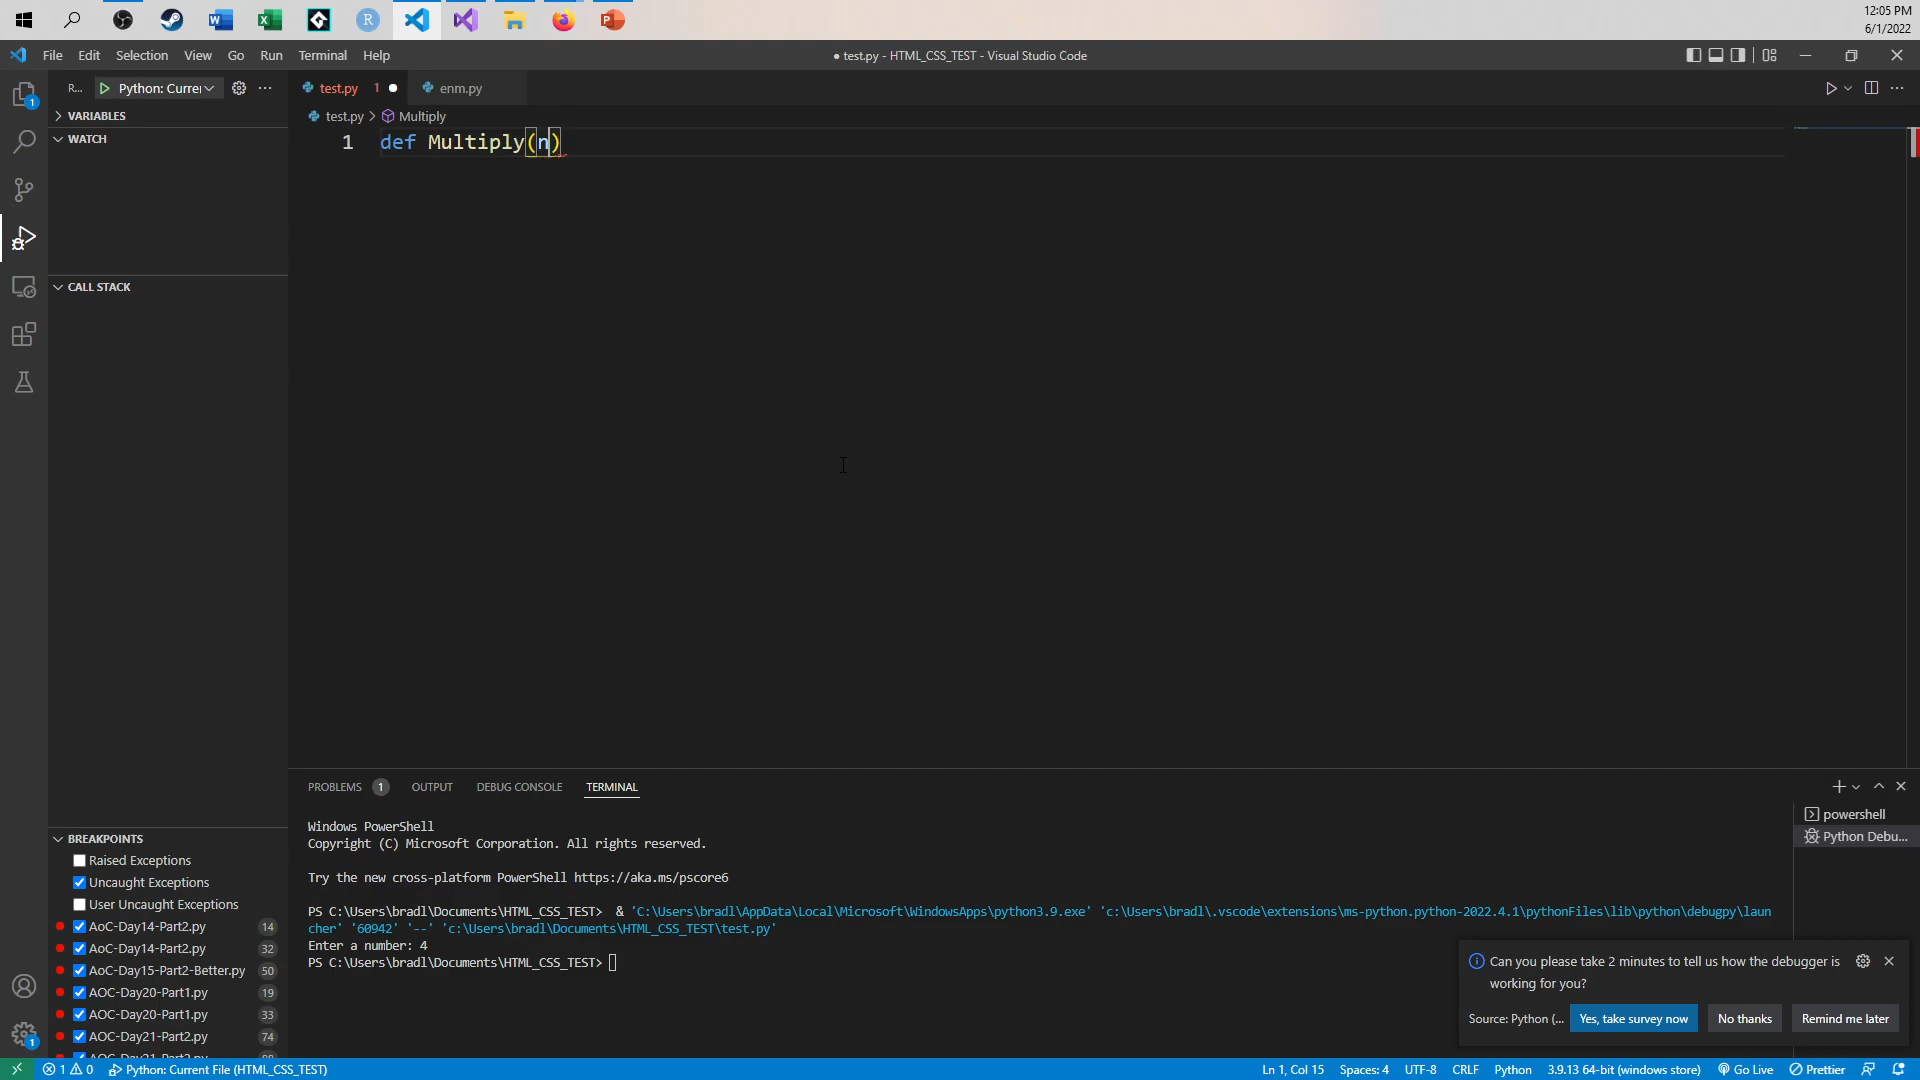 12:05 PM
6/1/2022
File Edit Selection View Go Run Terminal Help
● test.py - HTML_CSS_TEST - Visual Studio Code
R... Python: Curre
test.py 1
enm.py
VARIABLES
test.py > Multiply
WATCH
1 def Multiply(n)
CALL STACK
PROBLEMS 1 OUTPUT DEBUG CONSOLE TERMINAL
powershell
Python Debu...
Windows PowerShell
Copyright (C) Microsoft Corporation. All rights reserved.
Try the new cross-platform PowerShell https://aka.ms/pscore6
PS C:\Users\bradl\Documents\HTML_CSS_TEST> & 'C:\Users\bradl\AppData\Local\Microsoft\WindowsApps\python3.9.exe' 'c:\Users\bradl\.vscode\extensions\ms-python.python-2022.4.1\pythonFiles\lib\python\debugpy\laun
cher' '60942' '--' 'c:\Users\bradl\Documents\HTML_CSS_TEST\test.py'
Enter a number: 4
PS C:\Users\bradl\Documents\HTML_CSS_TEST>
BREAKPOINTS
Raised Exceptions
Uncaught Exceptions
User Uncaught Exceptions
AoC-Day14-Part2.py 14
AoC-Day14-Part2.py 32
AoC-Day15-Part2-Better.py 50
AOC-Day20-Part1.py 19
AOC-Day20-Part1.py 33
AOC-Day21-Part2.py 74
Can you please take 2 minutes to tell us how the debugger is
working for you?
Source: Python (... Yes, take survey now No thanks Remind me later
1 0 Python: Current File (HTML_CSS_TEST)
Ln 1, Col 15 Spaces: 4 UTF-8 CRLF Python 3.9.13 64-bit (windows store) Go Live Prettier